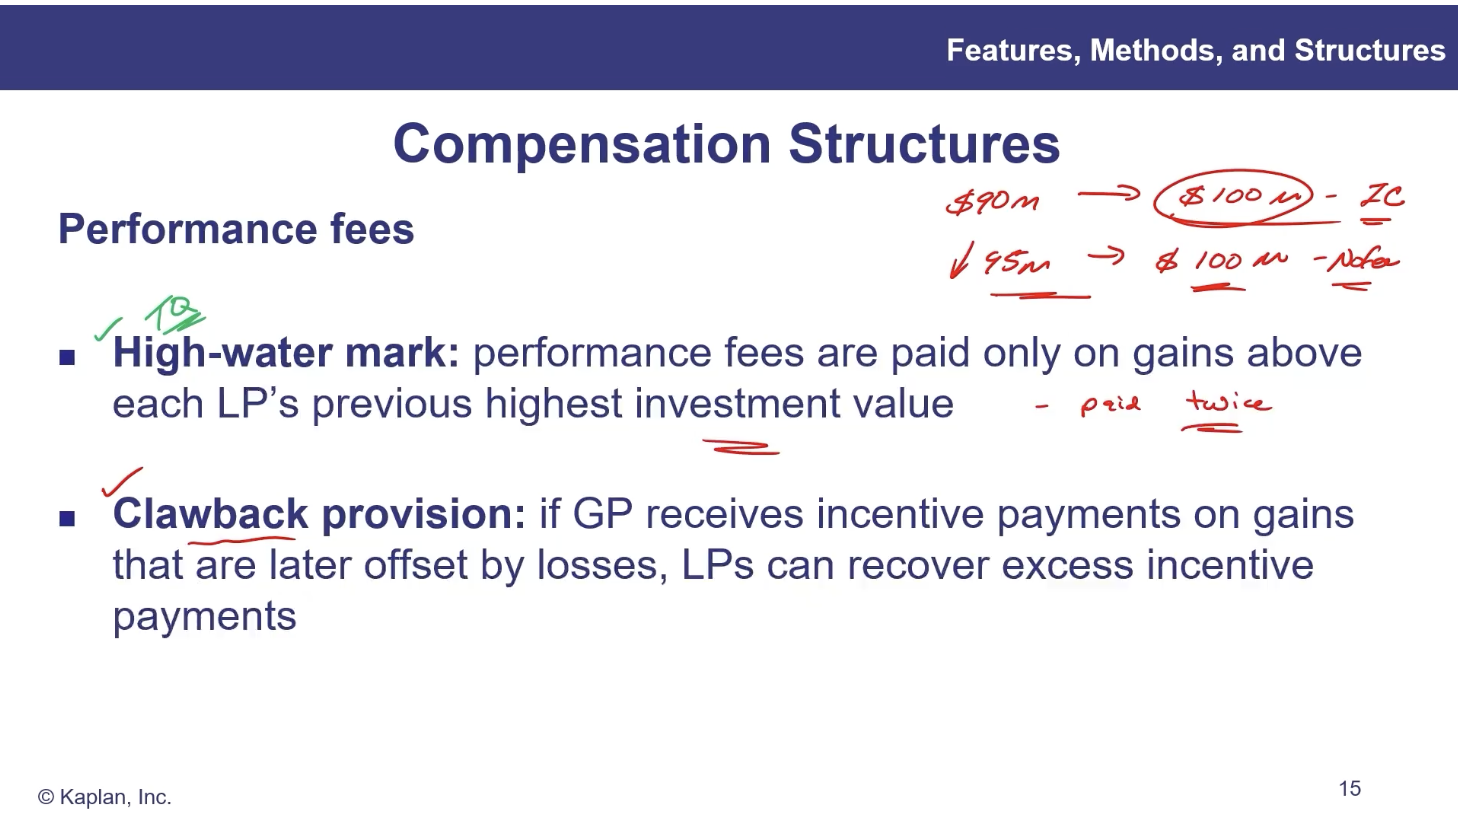 Features, Methods, and Structures
Compensation Structures
$90m → $100m - IC
Performance fees
↓ 95m → $100m - No fee
TQ
✓
■ High-water mark: performance fees are paid only on gains above
each LP’s previous highest investment value
- paid twice
✓
■ Clawback provision: if GP receives incentive payments on gains
that are later offset by losses, LPs can recover excess incentive
payments
© Kaplan, Inc.
15